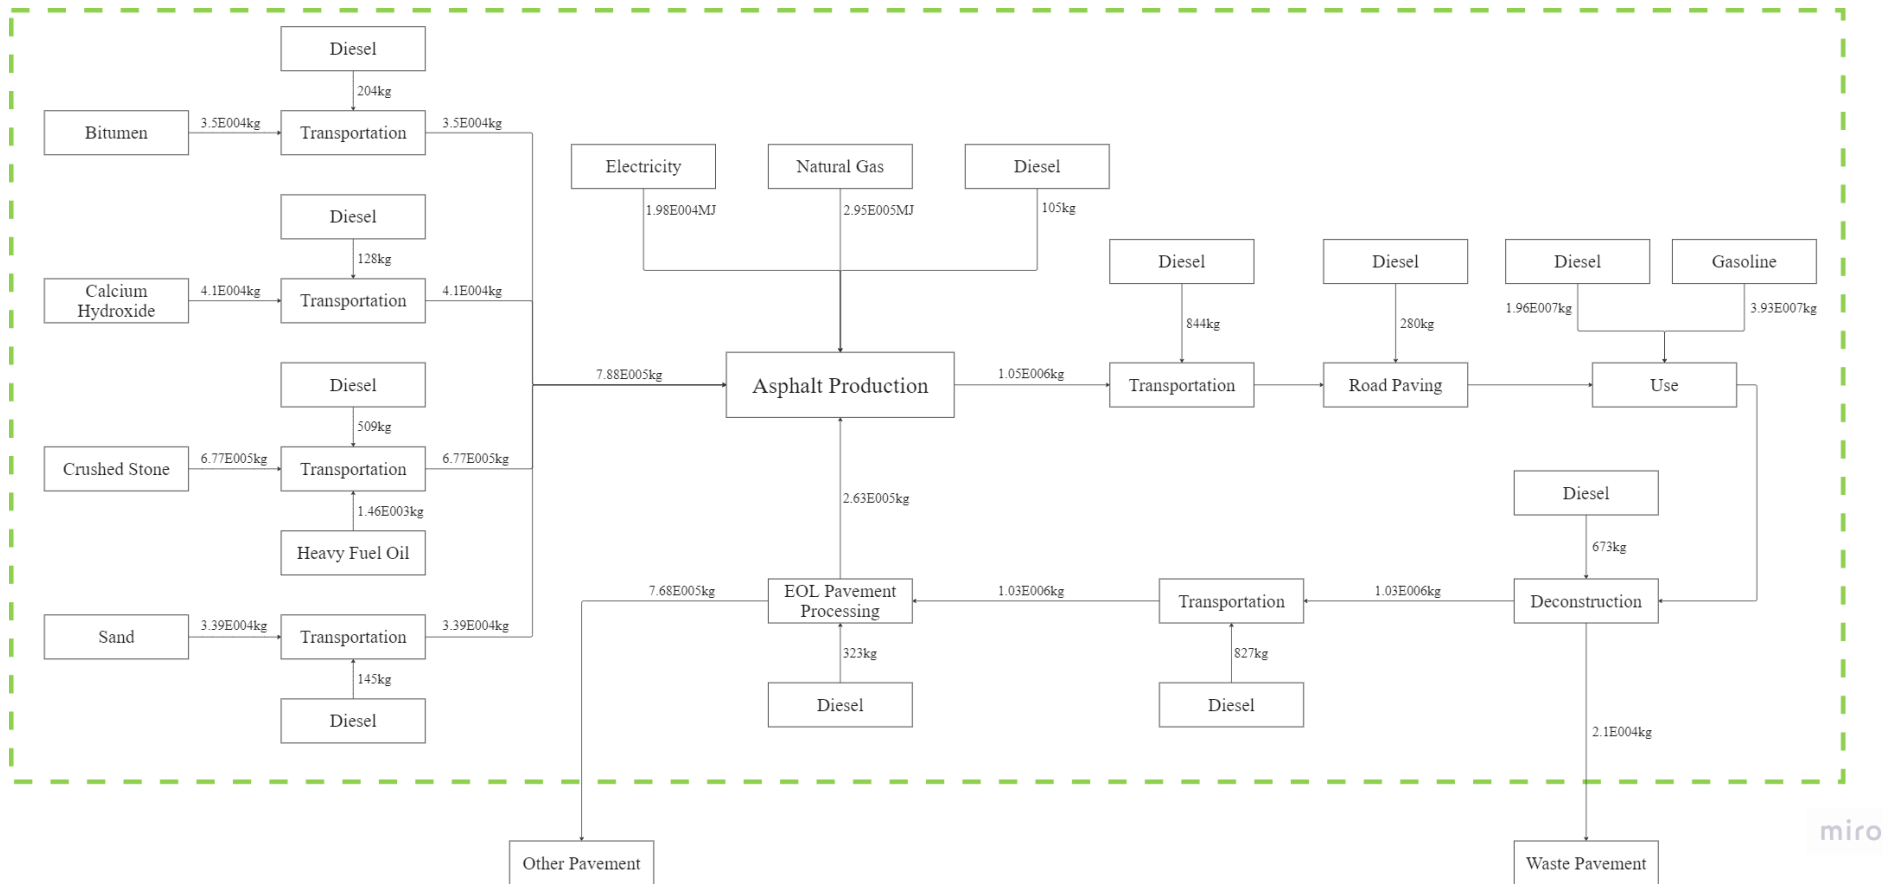 Diesel
204kg
Bitumen
3.5E004kg
Transportation
3.5E004kg
Electricity
Natural Gas
Diesel
1.98E004MJ
2.95E005MJ
105kg
Diesel
128kg
Calcium
Hydroxide
4.1E004kg
Transportation
4.1E004kg
Diesel
Diesel
Diesel
Gasoline
844kg
280kg
1.96E007kg
3.93E007kg
Diesel
509kg
7.88E005kg
Asphalt Production
1.05E006kg
Transportation
Road Paving
Use
Crushed Stone
6.77E005kg
Transportation
6.77E005kg
1.46E003kg
Heavy Fuel Oil
2.63E005kg
Diesel
673kg
Sand
3.39E004kg
Transportation
3.39E004kg
145kg
Diesel
7.68E005kg
EOL Pavement
Processing
1.03E006kg
Transportation
1.03E006kg
Deconstruction
323kg
Diesel
827kg
Diesel
2.1E004kg
Other Pavement
Waste Pavement
miro